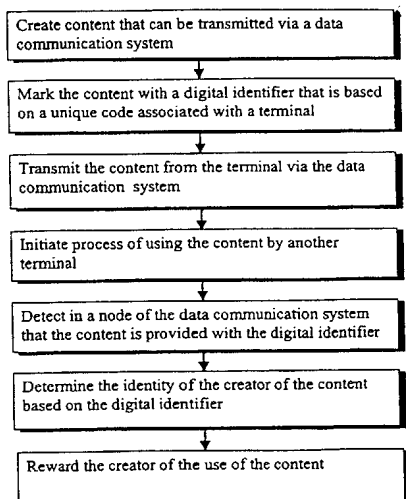 Create content that can be transmitted via a data
communication system
Mark the content with a digital identifier that is based
on a unique code associated with a terminal
Transmit the content from the terminal via the data
communication system
Initiate process of using the content by another
terminal
Detect in a node of the data communication system
that the content is provided with the digital identifier
Determine the identity of the creator of the content
based on the digital identifier
Reward the creator of the use of the content